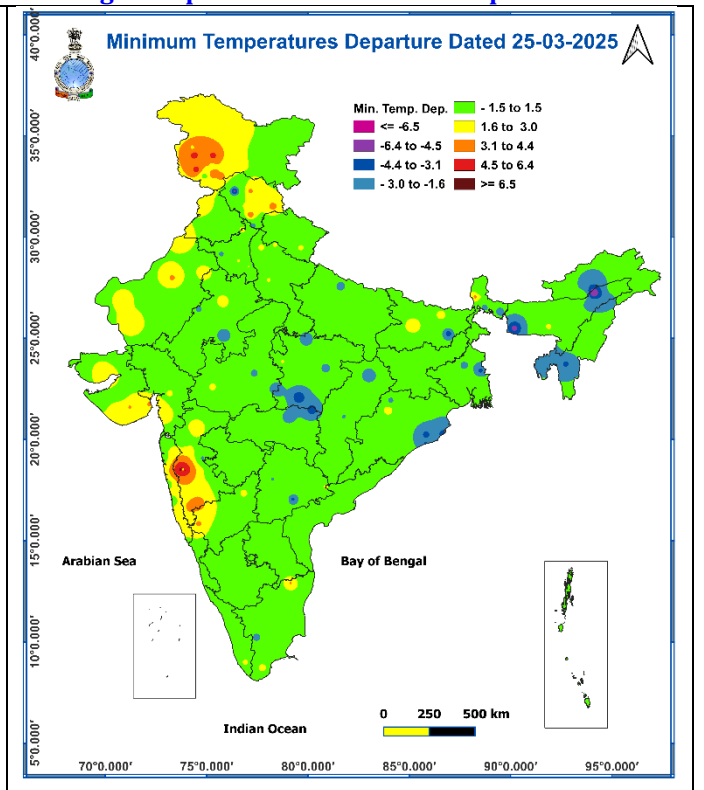 Minimum Temperatures Departure Dated 25-03-2025
Min. Temp. Dep.
<= -6.5
-6.4 to -4.5
-4.4 to -3.1
- 3.0 to -1.6
- 1.5 to 1.5
1.6 to 3.0
3.1 to 4.4
4.5 to 6.4
>= 6.5
40°0.000'
35°0.000'
30°0.000'
25°0.000'
20°0.000'
15°0.000'
10°0.000'
5°0.000'
Arabian Sea
Bay of Bengal
Indian Ocean
0 250 500 km
70°0.000' 75°0.000' 80°0.000' 85°0.000' 90°0.000' 95°0.000'